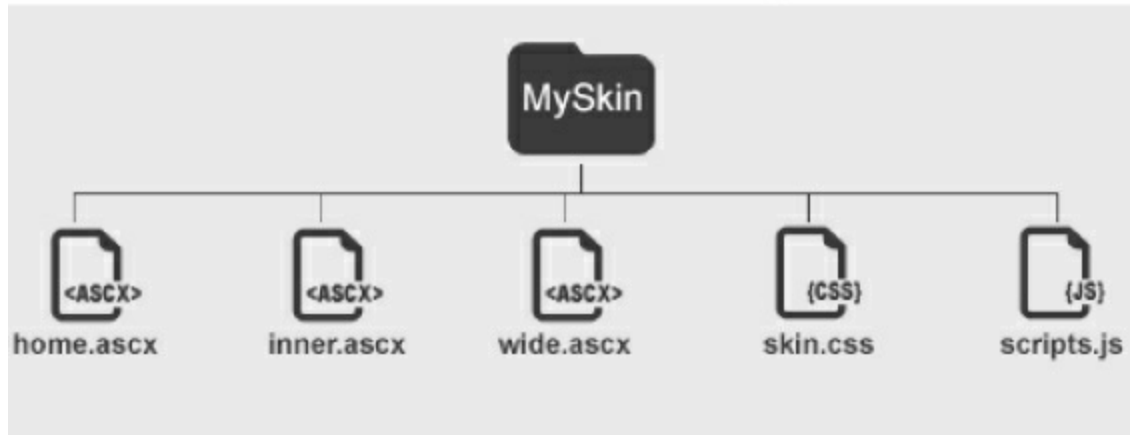 MySkin
<ASCX>
<ASCX>
<ASCX>
{CSS}
{JS}
home.ascx
inner.ascx
wide.ascx
skin.css
scripts.js